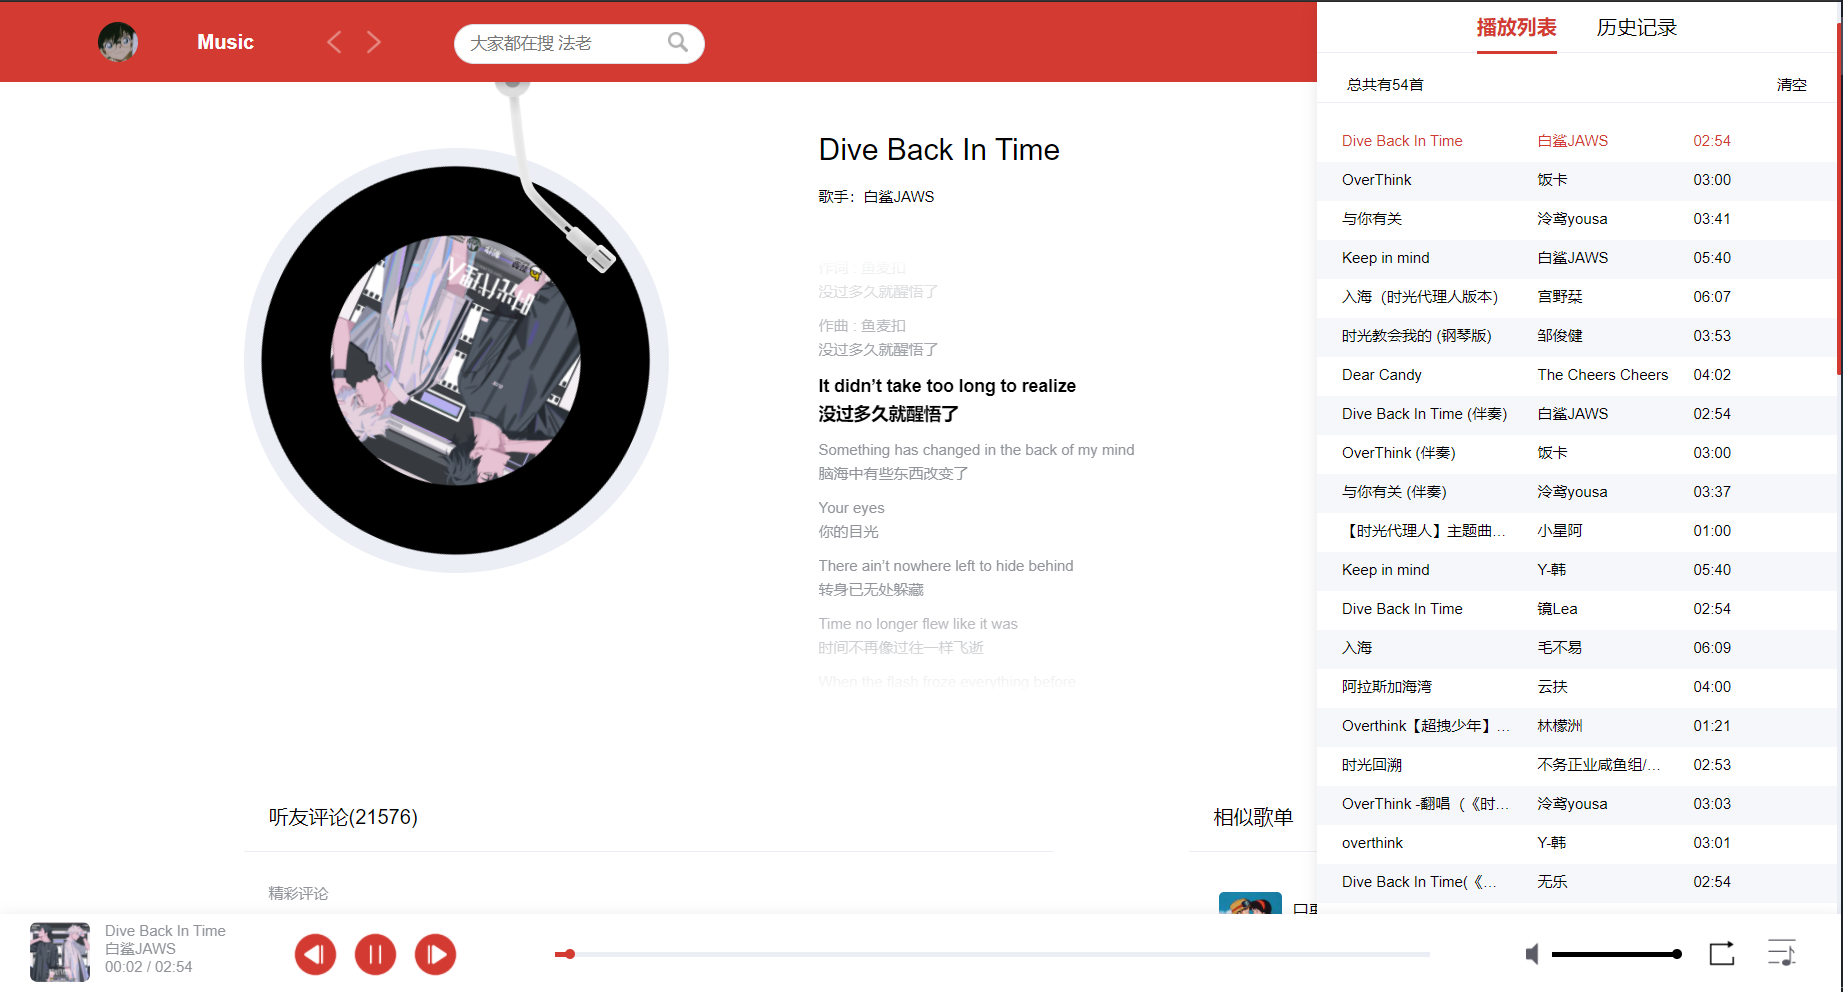 Music
大家都在搜 法老
播放列表 历史记录
总共有54首 清空
Dive Back In Time 白鲨JAWS 02:54
OverThink 饭卡 03:00
与你有关 泠鸢yousa 03:41
Keep in mind 白鲨JAWS 05:40
入海（时光代理人版本） 宫野栞 06:07
时光教会我的 (钢琴版) 邹俊健 03:53
Dear Candy The Cheers Cheers 04:02
Dive Back In Time (伴奏) 白鲨JAWS 02:54
OverThink (伴奏) 饭卡 03:00
与你有关 (伴奏) 泠鸢yousa 03:37
【时光代理人】主题曲... 小星阿 01:00
Keep in mind Y-韩 05:40
Dive Back In Time 镜Lea 02:54
入海 毛不易 06:09
阿拉斯加海湾 云扶 04:00
Overthink【超拽少年】... 林檬洲 01:21
时光回溯 不务正业咸鱼组/... 02:53
OverThink -翻唱（《时... 泠鸢yousa 03:03
overthink Y-韩 03:01
Dive Back In Time(《... 无乐 02:54
Dive Back In Time
歌手：白鲨JAWS
作词 : 鱼麦扣
没过多久就醒悟了
作曲 : 鱼麦扣
没过多久就醒悟了
It didn’t take too long to realize
没过多久就醒悟了
Something has changed in the back of my mind
脑海中有些东西改变了
Your eyes
你的目光
There ain’t nowhere left to hide behind
转身已无处躲藏
Time no longer flew like it was
时间不再像过往一样飞逝
When the flash froze everything before
听友评论(21576)
相似歌单
精彩评论
Dive Back In Time
白鲨JAWS
00:02 / 02:54